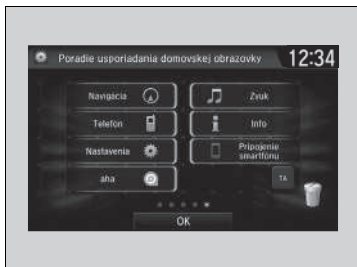 Poradie usporiadania domovskej obrazovky 12:34
Navigácia
Zvuk
Telefón
Info
Nastavenia
Pripojenie
smartfónu
aha
TA
OK